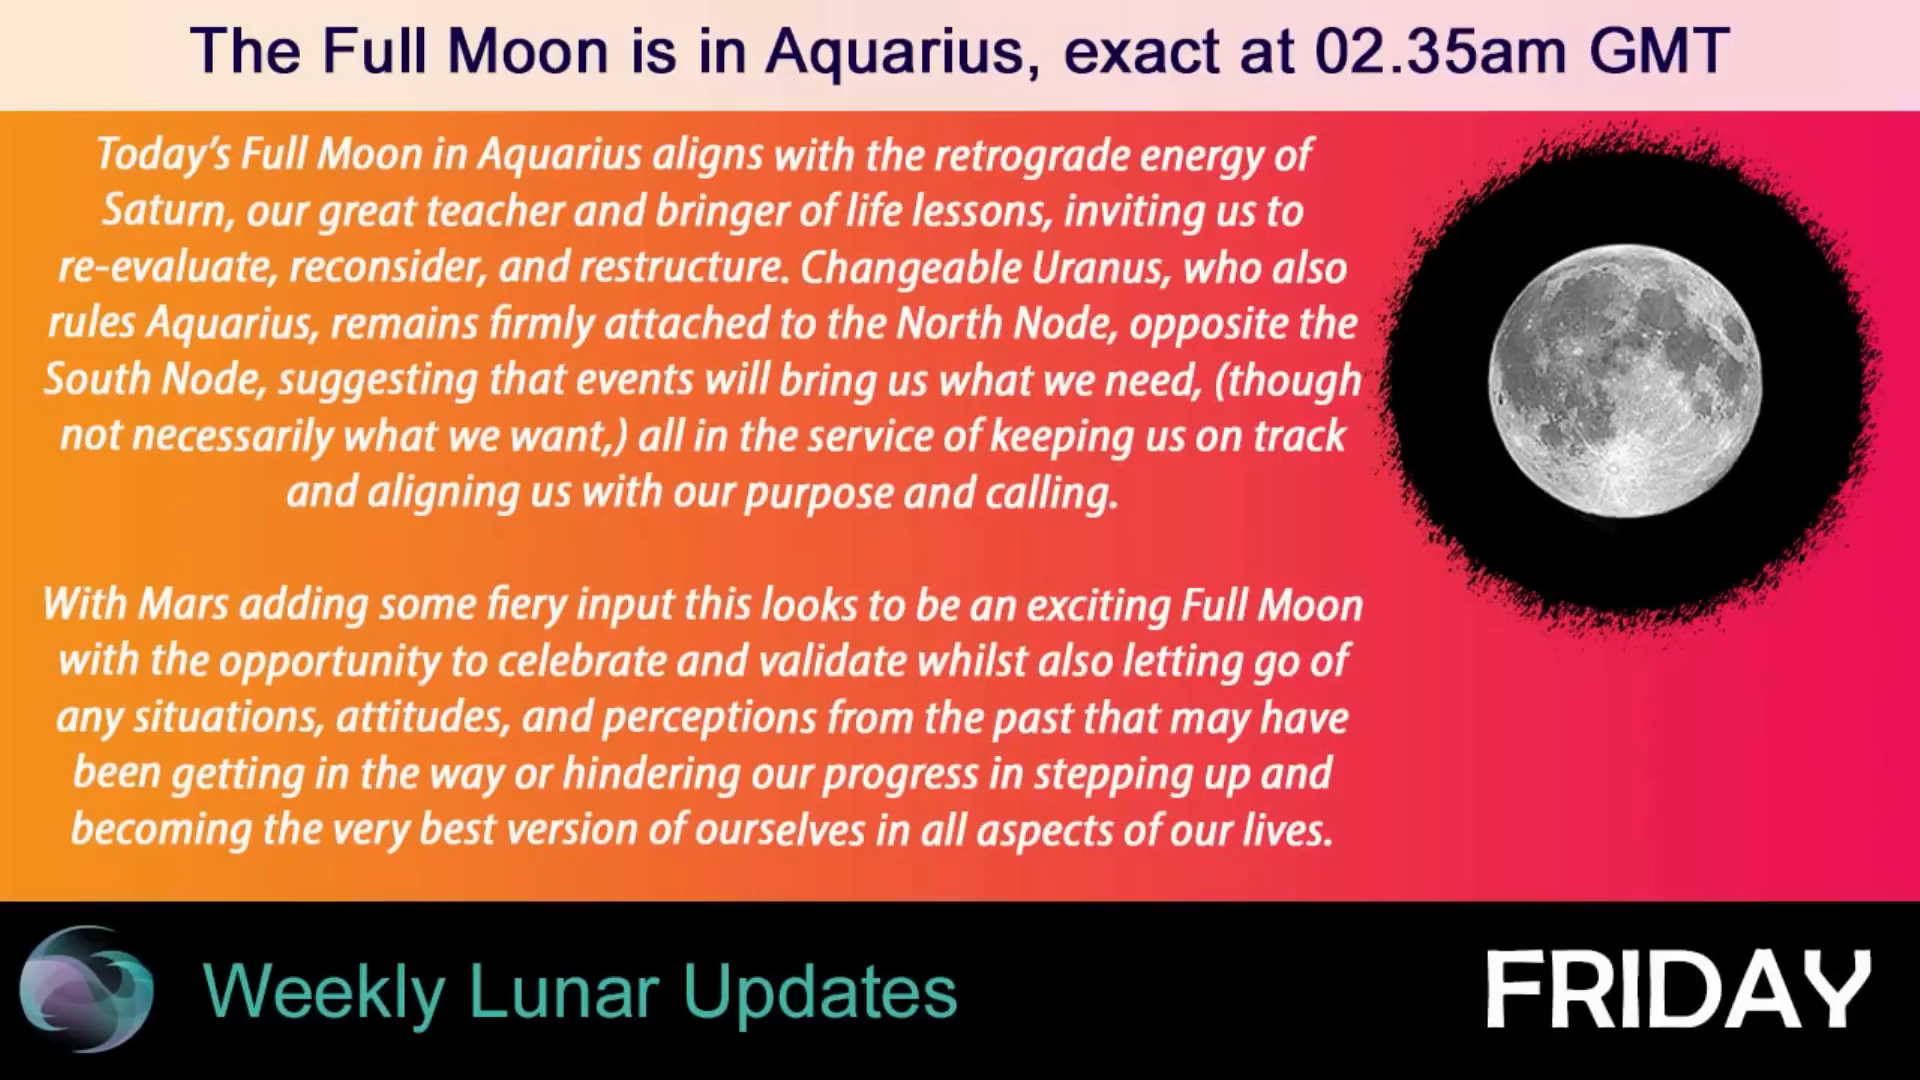 The Full Moon is in Aquarius, exact at 02.35am GMT
Today's Full Moon in Aquarius aligns with the retrograde energy of
Saturn, our great teacher and bringer of life lessons, inviting us to
re-evaluate, reconsider, and restructure. Changeable Uranus, who also
rules Aquarius, remains firmly attached to the North Node, opposite the
South Node, suggesting that events will bring us what we need, (though
not necessarily what we want,) all in the service of keeping us on track
and aligning us with our purpose and calling.
With Mars adding some fiery input this looks to be an exciting Full Moon
with the opportunity to celebrate and validate whilst also letting go of
any situations, attitudes, and perceptions from the past that may have
been getting in the way or hindering our progress in stepping up and
becoming the very best version of ourselves in all aspects of our lives.
Weekly Lunar Updates
FRIDAY